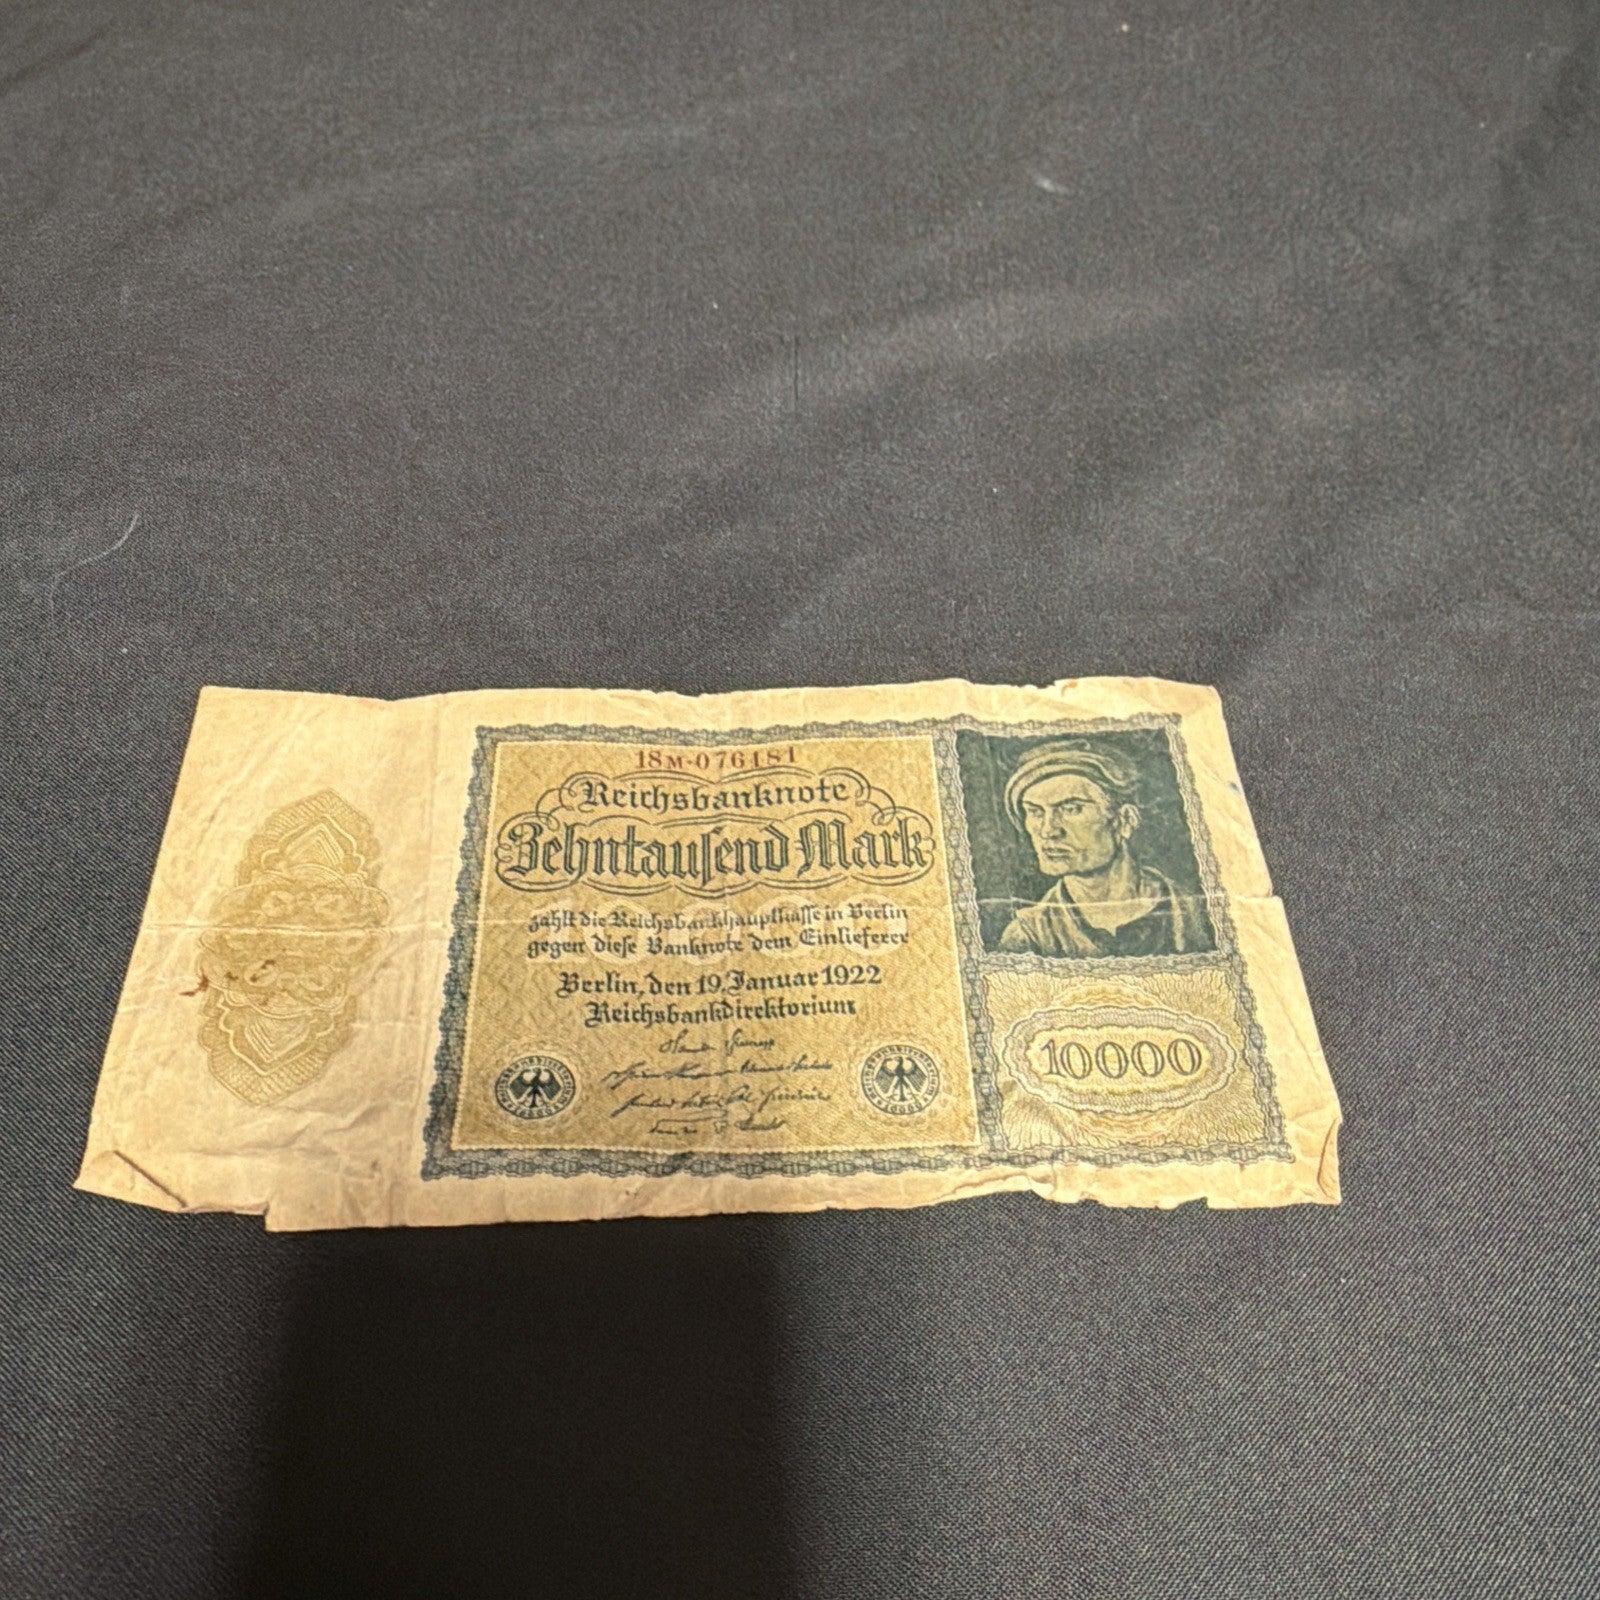 18M·076181
Reichsbanknote
Zehntausend Mark
zahlt die Reichsbankhauptkasse in Berlin
gegen diese Banknote dem Einlieferer
Berlin, den 19. Januar 1922
Reichsbankdirektorium
10000